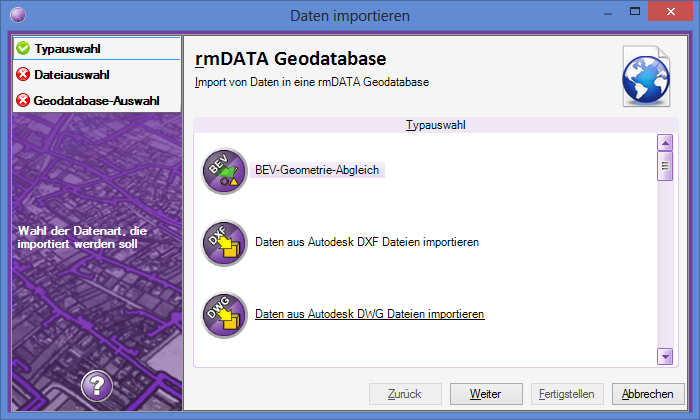 Daten importieren
Typauswahl
Dateiauswahl
Geodatabase-Auswahl
Wahl der Datenart, die
importiert werden soll
?
rmDATA Geodatabase
Import von Daten in eine rmDATA Geodatabase
Typauswahl
BEV
BEV-Geometrie-Abgleich
DXF
Daten aus Autodesk DXF Dateien importieren
DWG
Daten aus Autodesk DWG Dateien importieren
Zurück
Weiter
Fertigstellen
Abbrechen